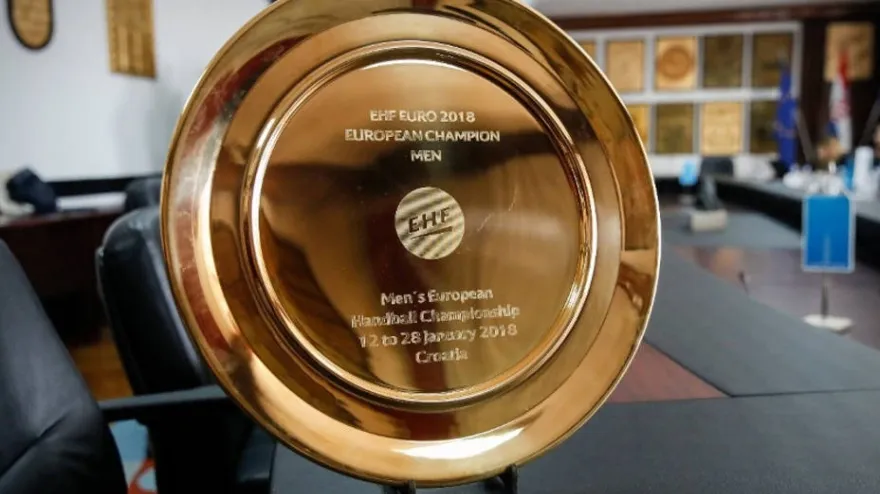 EHF EURO 2018
EUROPEAN CHAMPION
MEN
EHF
Men´s European
Handball Championship
12 to 28 January 2018
Croatia